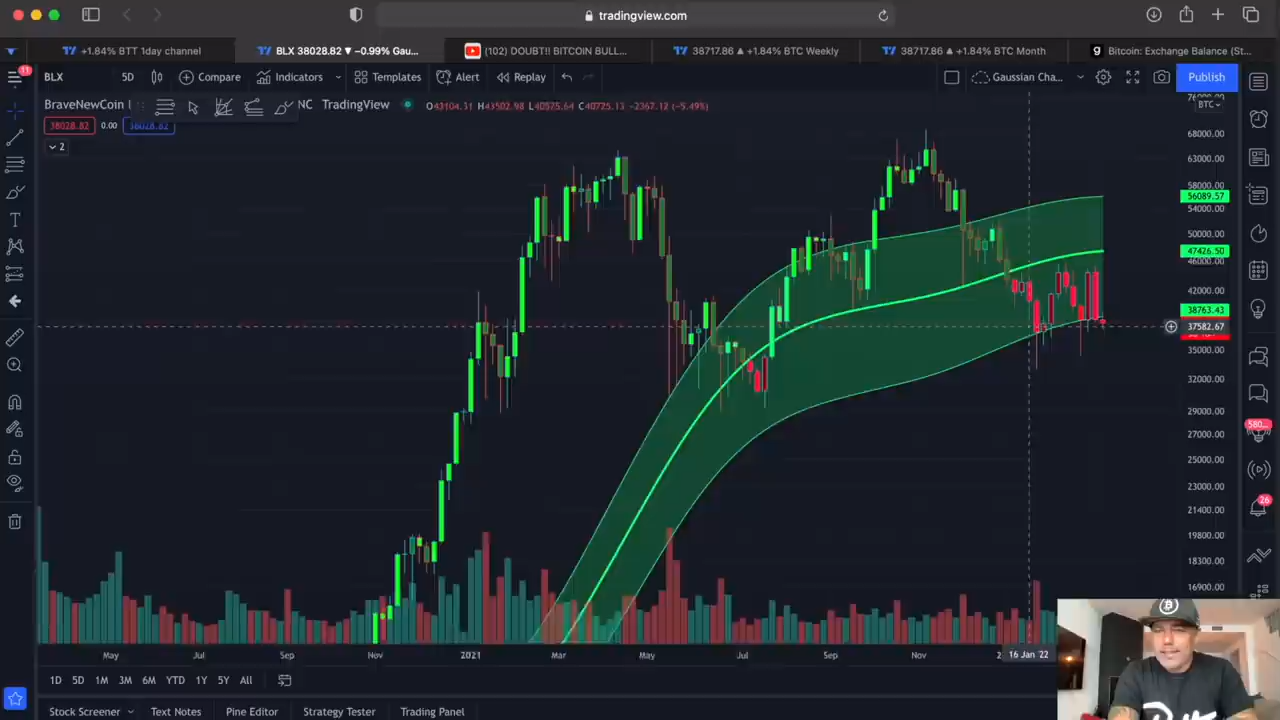 tradingview.com
+1.84% BTT 1day channel
BLX 38028.82 ▼ −0.99% Gau...
(102) DOUBT!! BITCOIN BULL...
38717.86 ▲ +1.84% BTC Weekly
38717.86 ▲ +1.84% BTC Month
Bitcoin: Exchange Balance (St...
11
BLX
5D
Compare
Indicators
Templates
Alert
Replay
Gaussian Cha...
Publish
BraveNewCoin
NC TradingView
O43104.31 H43502.98 L40575.64 C40725.13 −2367.12 (−5.49%)
BTC
38028.82
0.00
38028.82
2
68000.00
63000.00
58000.00
56089.57
54000.00
50000.00
47426.50
46000.00
42000.00
38763.43
37582.67
35000.00
32000.00
29000.00
27000.00
25000.00
23000.00
21400.00
19800.00
18300.00
16900.00
580...
26
May
Jul
Sep
Nov
2021
Mar
May
Jul
Sep
Nov
16 Jan '22
1D
5D
1M
3M
6M
YTD
1Y
5Y
All
Stock Screener
Text Notes
Pine Editor
Strategy Tester
Trading Panel